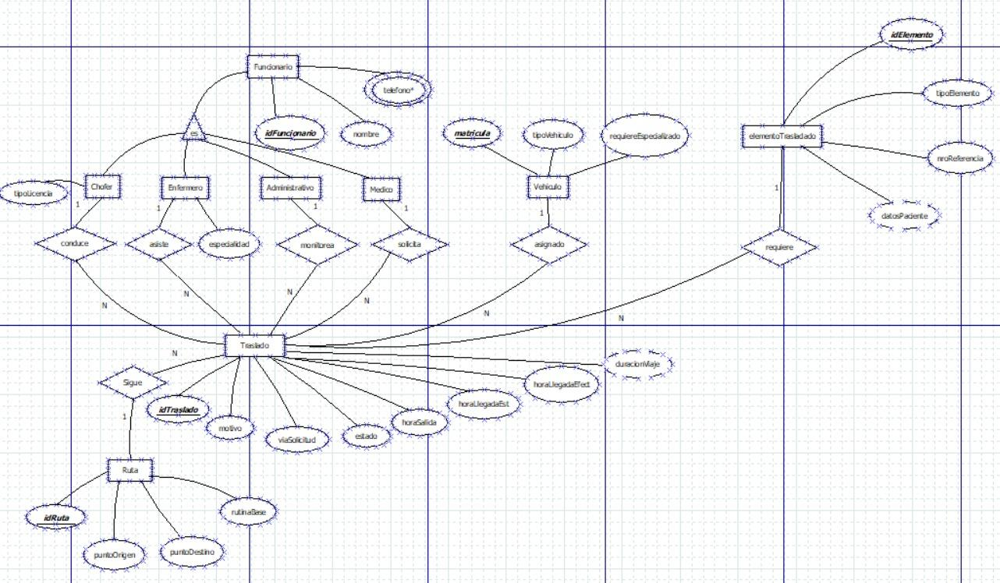 idElemento
Funcionario
telefono*
tipoElemento
es
idFuncionario
nombre
matricula
tipoVehiculo
requiereEspecializado
elementoTrasladado
nroReferencia
tipoLicencia
Chofer
Enfermero
Administrativo
Medico
Vehiculo
1
1
1
1
1
1
datosPaciente
conduce
asiste
especialidad
monitorea
solicita
asignado
requiere
N
N
N
N
N
N
Traslado
N
duracionViaje
Sigue
horaLlegadaEfect
idTraslado
horaLlegadaEst
1
motivo
viaSolicitud
estado
horaSalida
Ruta
idRuta
rutinaBase
puntoOrigen
puntoDestino